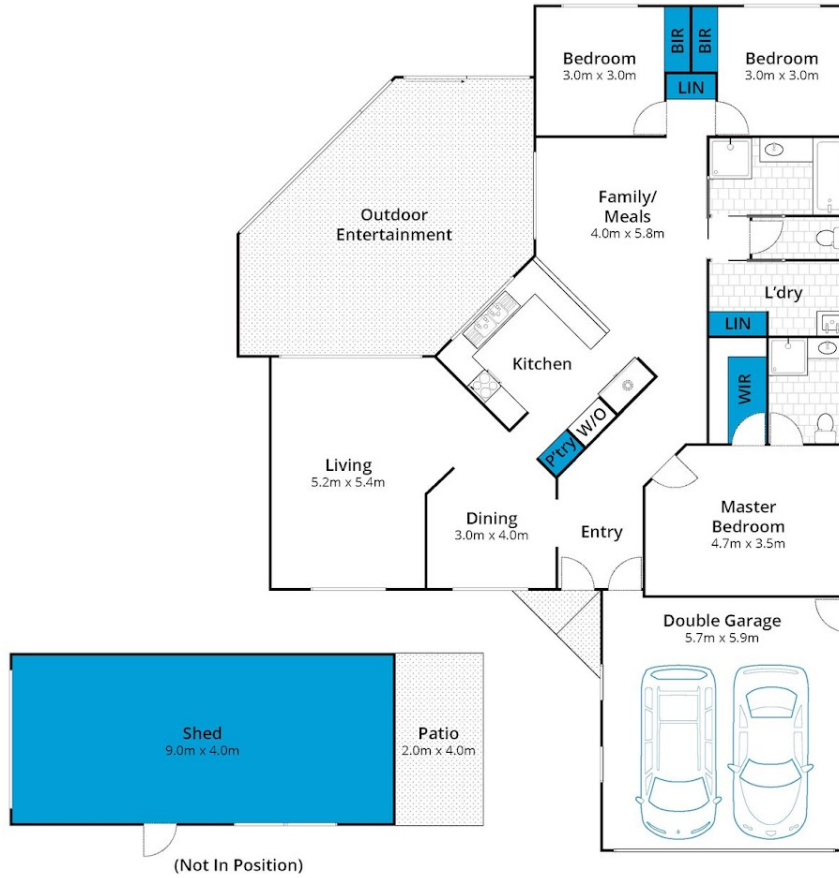 Bedroom
3.0m x 3.0m
BIR
BIR
Bedroom
3.0m x 3.0m
LIN
Outdoor
Entertainment
Family/
Meals
4.0m x 5.8m
L'dry
LIN
Kitchen
WIR
W/O
P'try
Living
5.2m x 5.4m
Dining
3.0m x 4.0m
Entry
Master
Bedroom
4.7m x 3.5m
Double Garage
5.7m x 5.9m
Shed
9.0m x 4.0m
Patio
2.0m x 4.0m
(Not In Position)